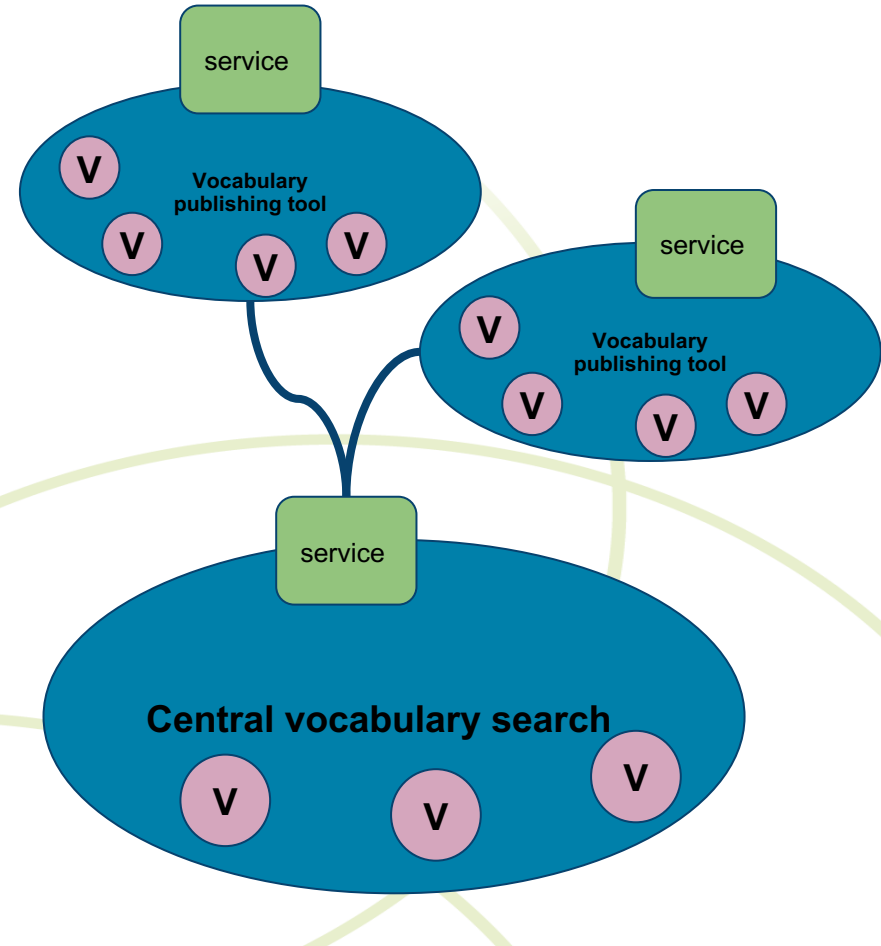 service
V
Vocabulary
publishing tool
V
V
V
service
V
Vocabulary
publishing tool
V
V
V
service
Central vocabulary search
V
V
V